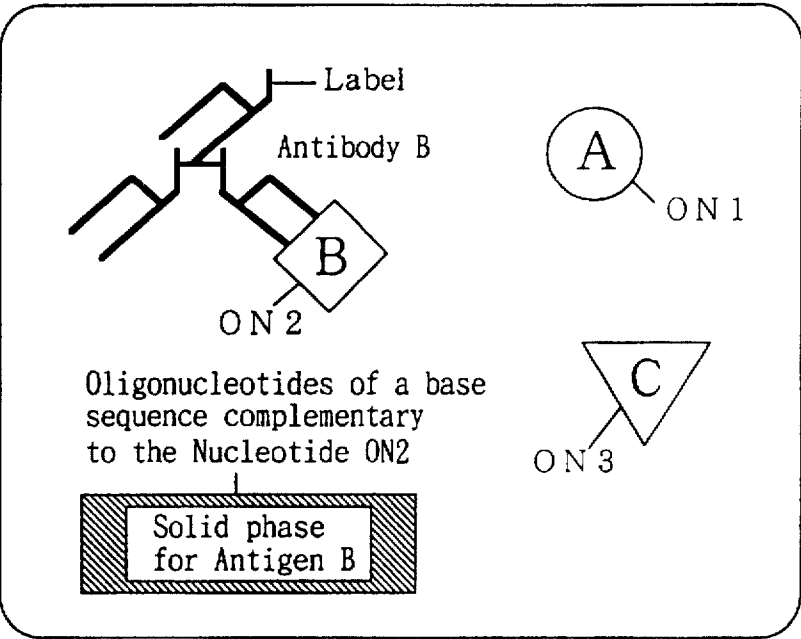 Label
Antibody B
A
ON1
B
ON2
C
ON3
Oligonucleotides of a base
sequence complementary
to the Nucleotide ON2
Solid phase
for Antigen B